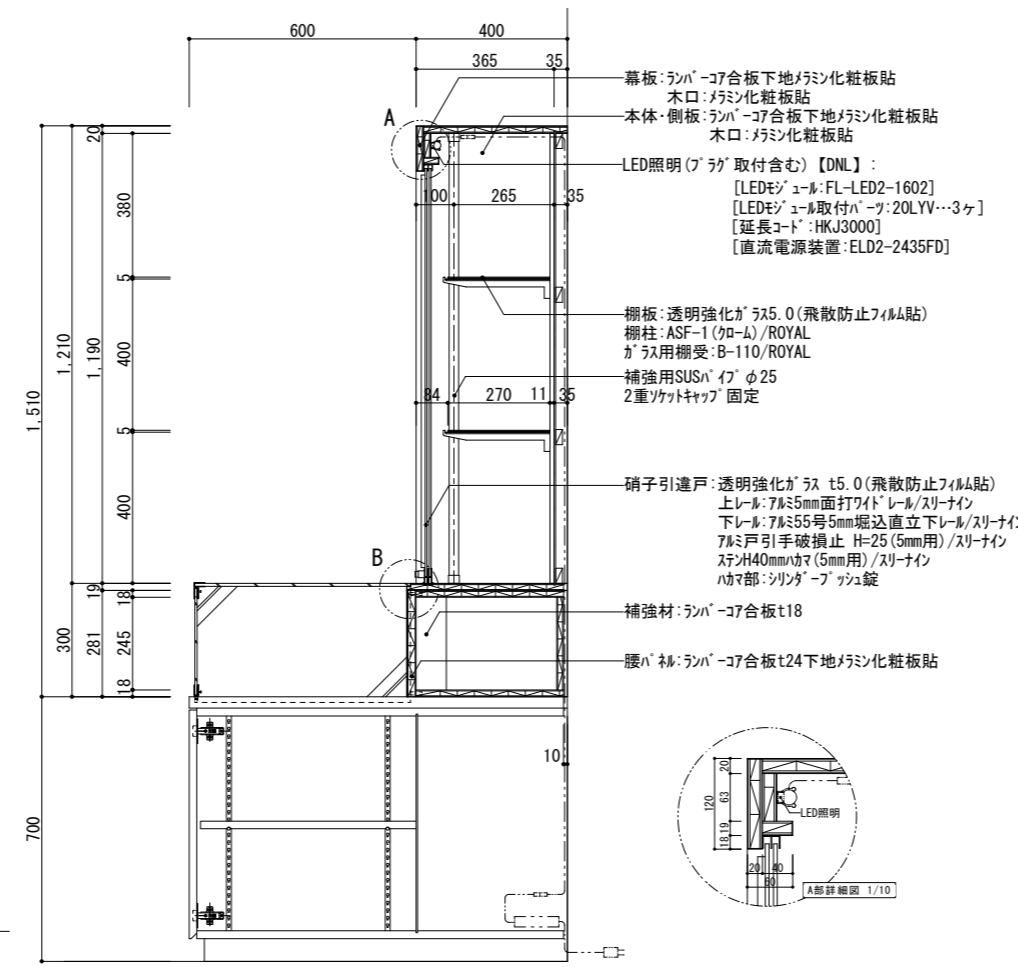 600
400
365
35
幕板:ランバーコア合板下地メラミン化粧板貼
木口:メラミン化粧板貼
本体・側板:ランバーコア合板下地メラミン化粧板貼
木口:メラミン化粧板貼
A
LED照明(プラグ取付含む)【DNL】:
[LEDモジュール:FL-LED2-1602]
[LEDモジュール取付パーツ:20LYV…3ヶ]
[延長コード:HKJ3000]
[直流電源装置:ELD2-2435FD]
20
380
100
265
35
5
棚板:透明強化ガラス5.0(飛散防止フィルム貼)
棚柱:ASF-1(クローム)/ROYAL
ガラス用棚受:B-110/ROYAL
1,510
1,210
1,190
400
補強用SUSパイプφ25
2重ソケットキャップ固定
84
270
11
35
5
400
硝子引違戸:透明強化ガラス t5.0(飛散防止フィルム貼)
上レール:アルミ5mm面打ワイドレール/スリーナイン
下レール:アルミ55号5mm堀込直立下レール/スリーナイン
アルミ戸引手破損止 H=25(5mm用)/スリーナイン
ステンH40mmハカマ(5mm用)/スリーナイン
ハカマ部:シリンダープッシュ錠
B
19
18
300
281
245
18
補強材:ランバーコア合板t18
腰パネル:ランバーコア合板t24下地メラミン化粧板貼
10
700
120
20
63
19
18
LED照明
20
40
60
A部詳細図 1/10